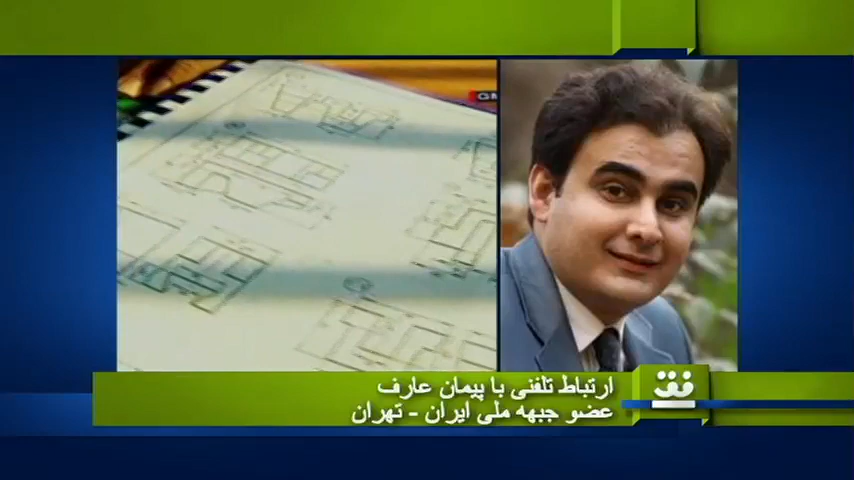 ارتباط تلفنی با پیمان عارف
عضو جبهه ملی ایران - تهران